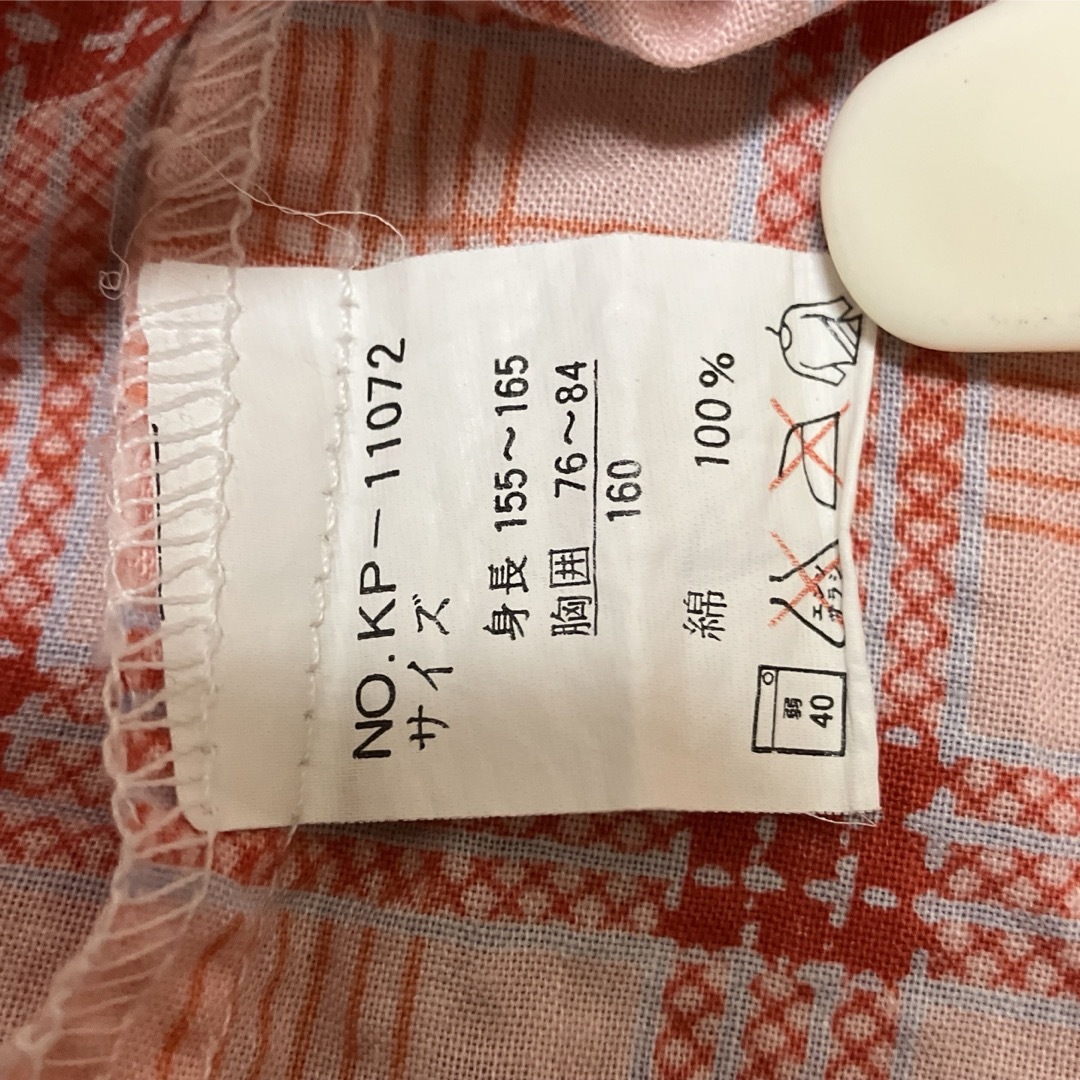 NO.KP-11072
サイズ
身長 155～165
胸囲 76～84
160
綿 100%
弱
40
エンソ
サラシ